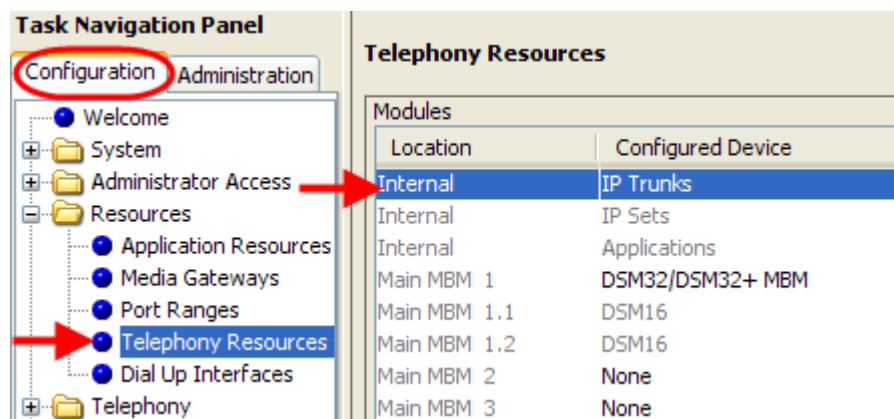 Task Navigation Panel
Configuration
Administration
Welcome
System
Administrator Access
Resources
Application Resources
Media Gateways
Port Ranges
Telephony Resources
Dial Up Interfaces
Telephony
Telephony Resources
Modules
Location Configured Device
Internal IP Trunks
Internal IP Sets
Internal Applications
Main MBM 1 DSM32/DSM32+ MBM
Main MBM 1.1 DSM16
Main MBM 1.2 DSM16
Main MBM 2 None
Main MBM 3 None